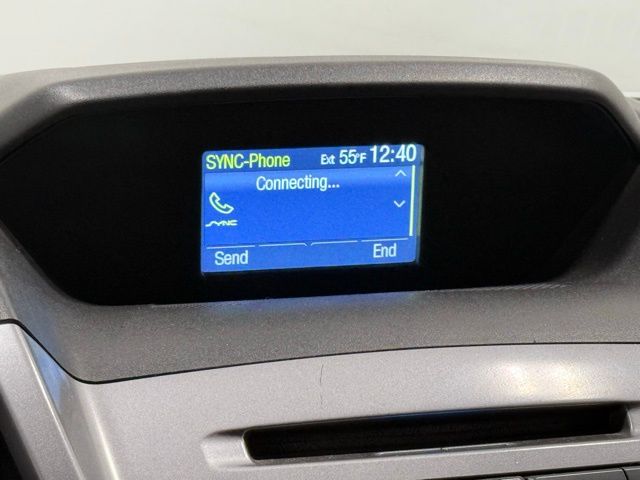 SYNC-Phone Ext 55°F 12:40
Connecting...
SYNC
Send End